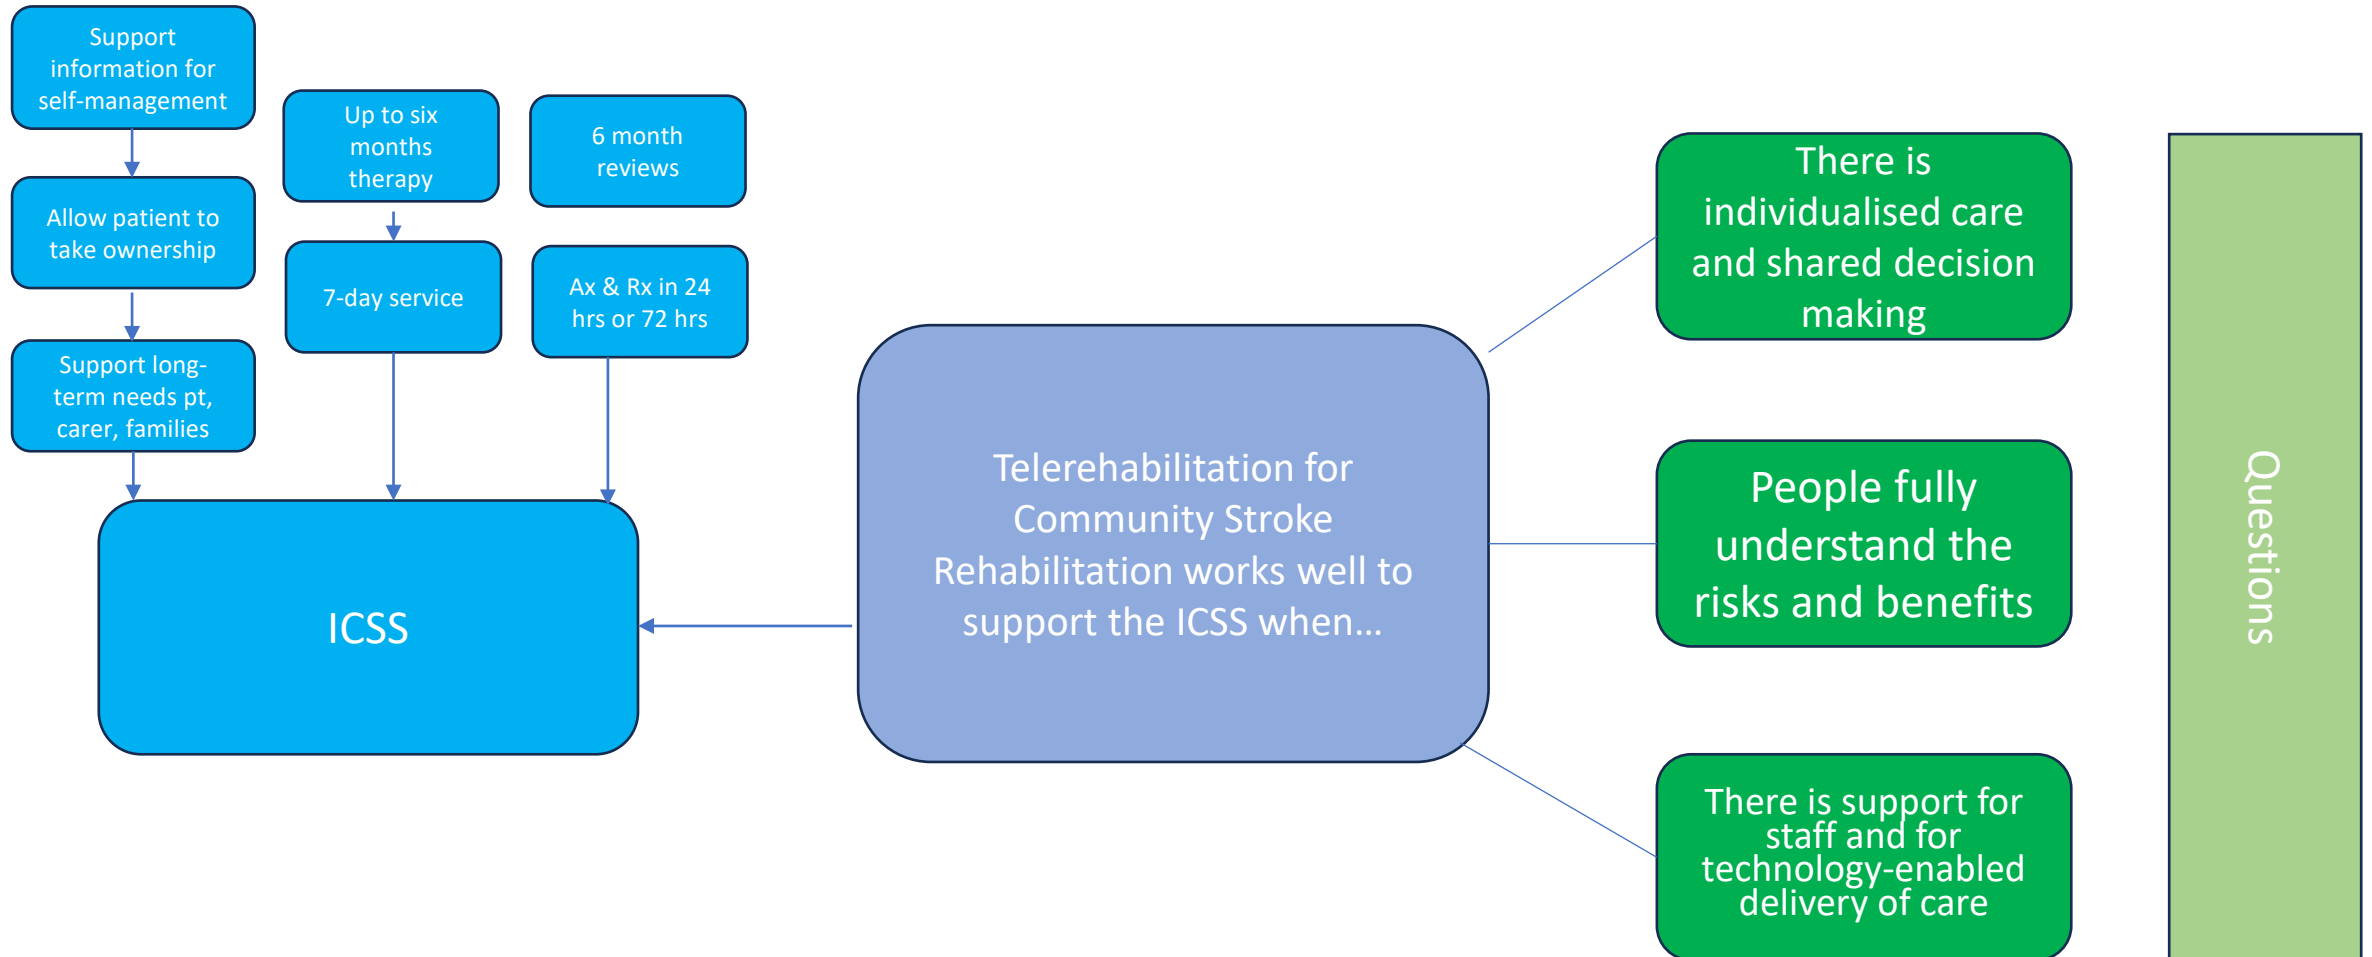 Support
information for
self-management
Allow patient to
take ownership
Support long-
term needs pt,
carer, families
Up to six
months
therapy
7-day service
6 month
reviews
Ax & Rx in 24
hrs or 72 hrs
ICSS
Telerehabilitation for
Community Stroke
Rehabilitation works well to
support the ICSS when...
There is
individualised care
and shared decision
making
People fully
understand the
risks and benefits
There is support for
staff and for
technology-enabled
delivery of care
Questions